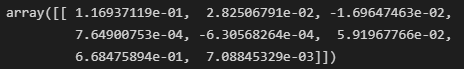 array([[ 1.16937119e-01,  2.82506791e-02, -1.69647463e-02,
         7.64900753e-04, -6.30568264e-04,  5.91967766e-02,
         6.68475894e-01,  7.08845329e-03]])